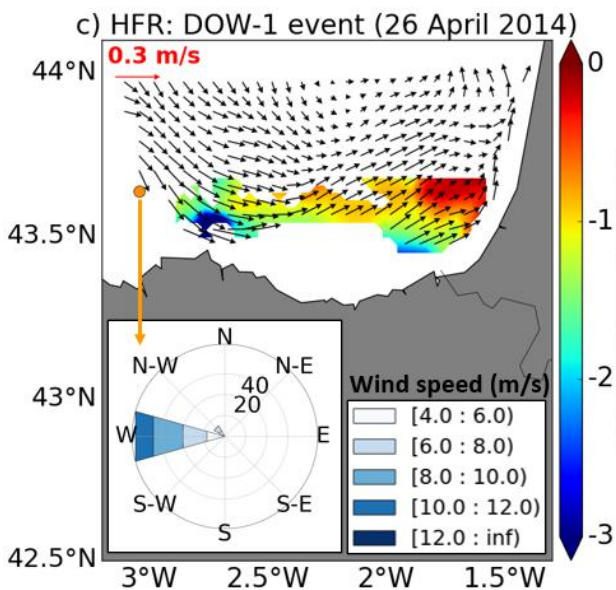 c) HFR: DOW-1 event (26 April 2014)
0.3 m/s
44°N
43.5°N
43°N
42.5°N
3°W
2.5°W
2°W
1.5°W
0
-1
-2
-3
N
N-W
N-E
40
20
W
E
S-W
S-E
S
Wind speed (m/s)
[4.0 : 6.0)
[6.0 : 8.0)
[8.0 : 10.0)
[10.0 : 12.0)
[12.0 : inf)